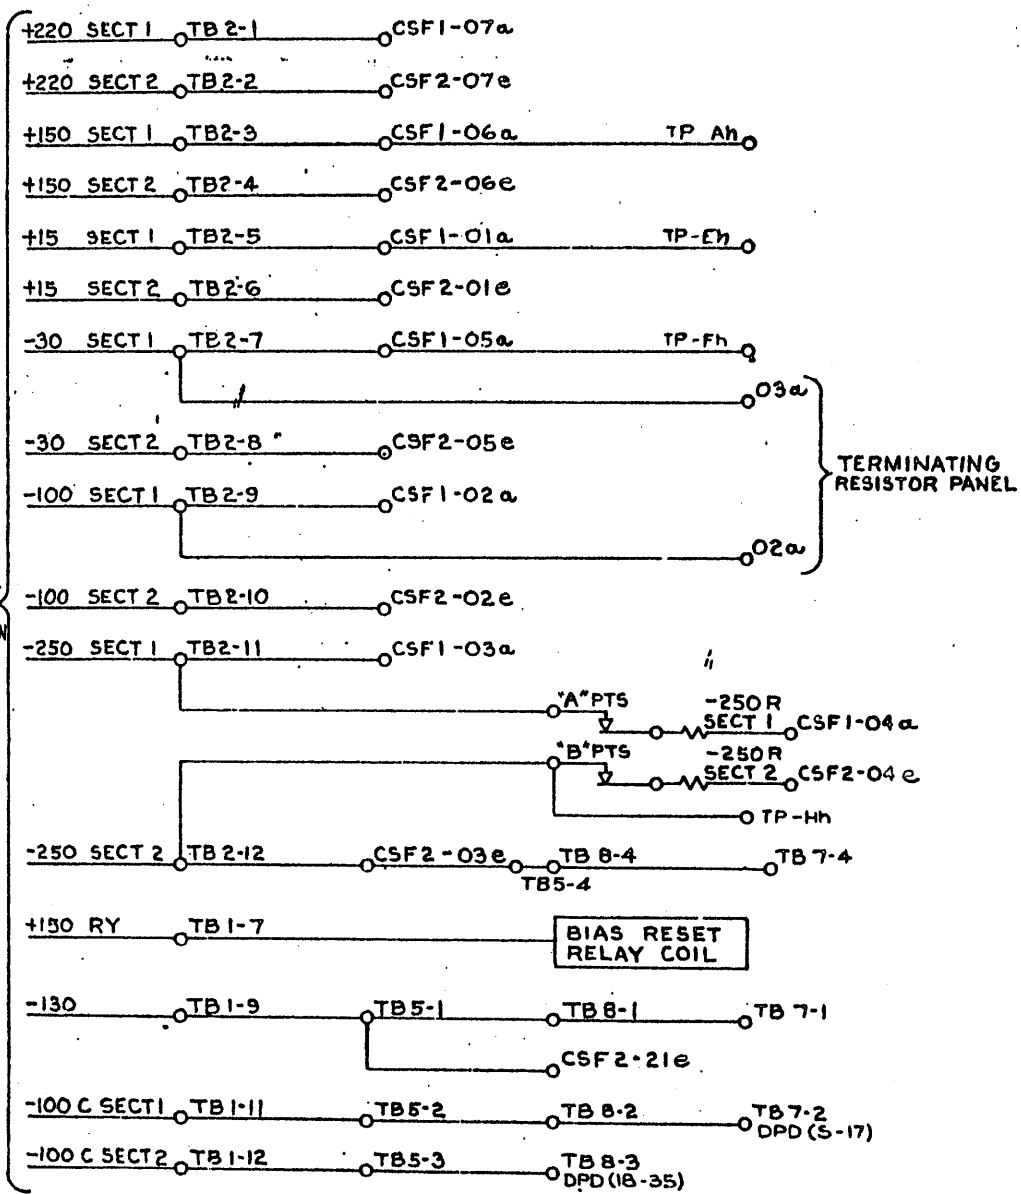 +220 SECT 1 TB 2-1 CSF1-07a
+220 SECT 2 TB2-2 CSF2-07e
+150 SECT 1 TB2-3 CSF1-06a TP Ah
+150 SECT 2 TB2-4 CSF2-06e
+15 SECT 1 TB2-5 CSF1-01a TP-Eh
+15 SECT 2 TB2-6 CSF2-01e
-30 SECT 1 TB2-7 CSF1-05a TP-Fh
03a
-30 SECT 2 TB2-8 CSF2-05e
TERMINATING
RESISTOR PANEL
-100 SECT 1 TB2-9 CSF1-02a
02a
-100 SECT 2 TB2-10 CSF2-02e
N
-250 SECT 1 TB2-11 CSF1-03a
"A" PTS -250R
SECT 1 CSF1-04a
"B" PTS -250R
SECT 2 CSF2-04e
TP-Hh
-250 SECT 2 TB2-12 CSF2-03e TB 8-4 TB 7-4
TB5-4
+150 RY TB 1-7 BIAS RESET
RELAY COIL
-130 TB 1-9 TB5-1 TB 8-1 TB 7-1
CSF2-21e
-100 C SECT 1 TB 1-11 TB5-2 TB 8-2 TB 7-2
DPD (5-17)
-100 C SECT 2 TB 1-12 TB5-3 TB 8-3
DPD (18-35)